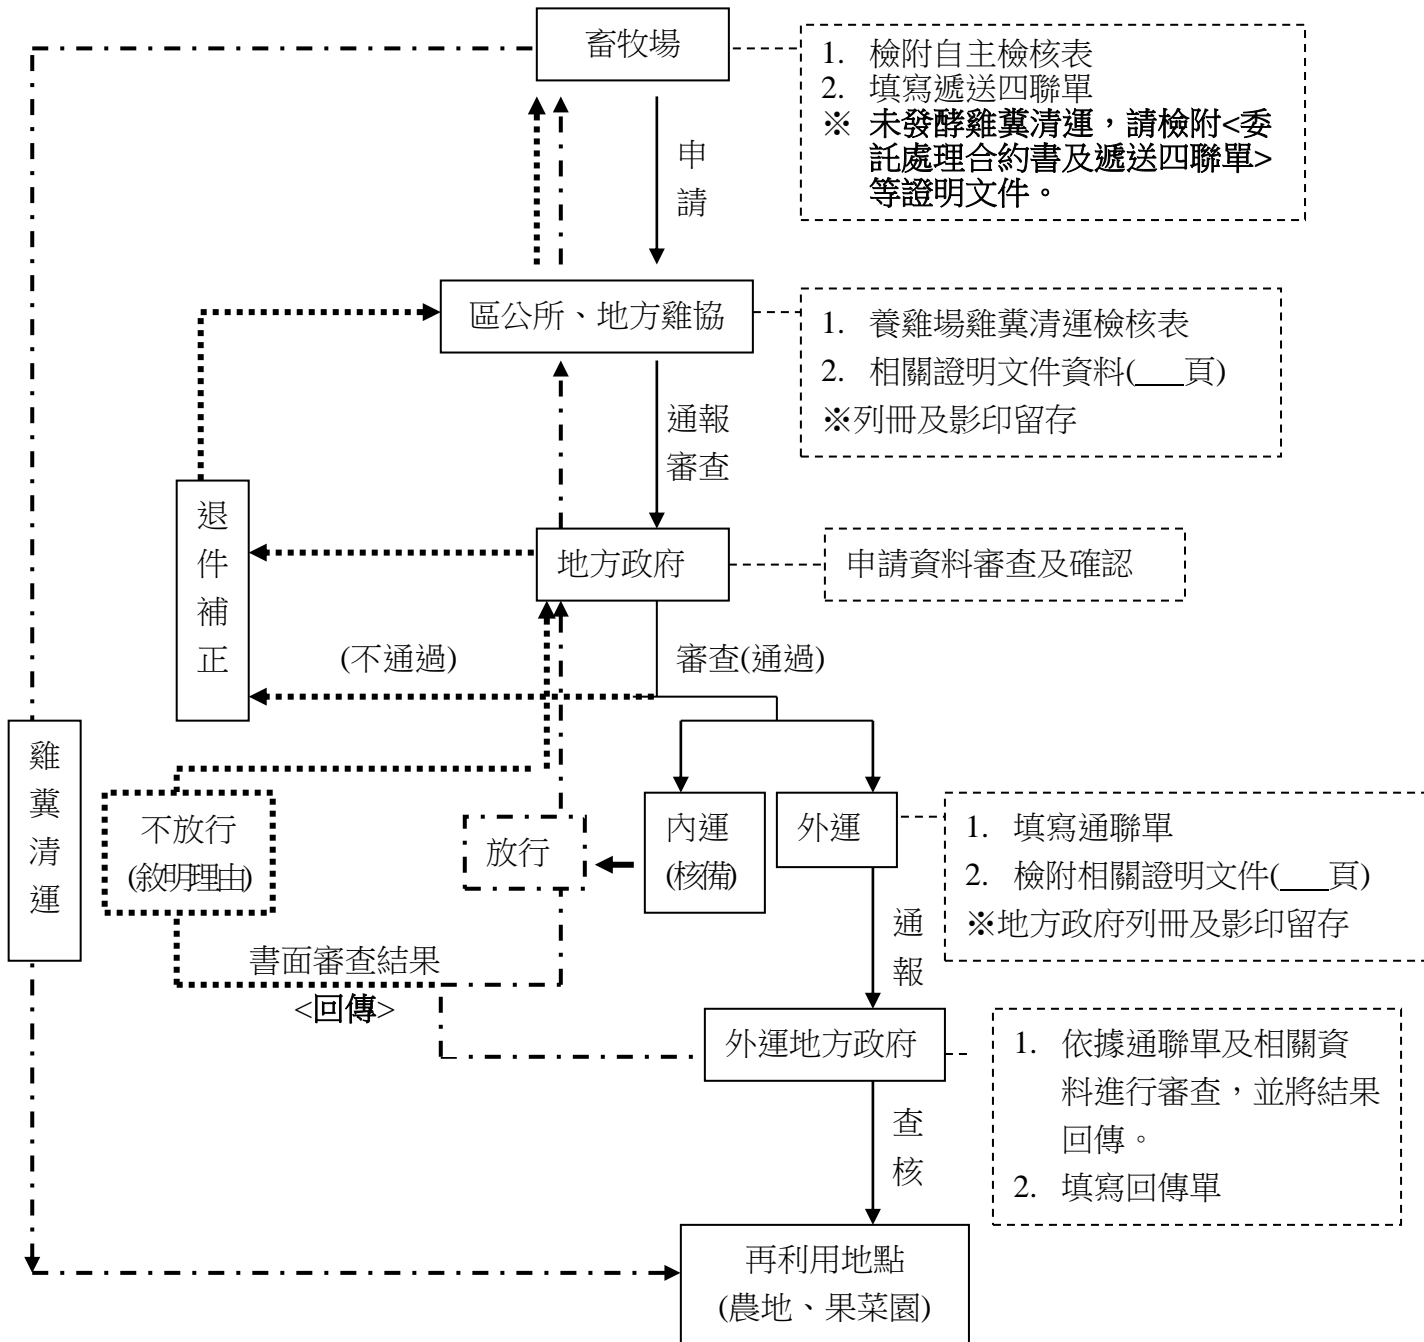 畜牧場
1. 檢附自主檢核表
2. 填寫遞送四聯單
※ 未發酵雞糞清運，請檢附<委
託處理合約書及遞送四聯單>
等證明文件。
申
請
區公所、地方雞協
1. 養雞場雞糞清運檢核表
2. 相關證明文件資料(___頁)
※列冊及影印留存
通報
審查
退
件
補
正
地方政府
申請資料審查及確認
(不通過)
審查(通過)
雞
糞
清
運
不放行
(敘明理由)
放行
內運
(核備)
外運
1. 填寫通聯單
2. 檢附相關證明文件(___頁)
※地方政府列冊及影印留存
通
報
書面審查結果
<回傳>
外運地方政府
1. 依據通聯單及相關資
料進行審查，並將結果
回傳。
2. 填寫回傳單
查
核
再利用地點
(農地、果菜園)